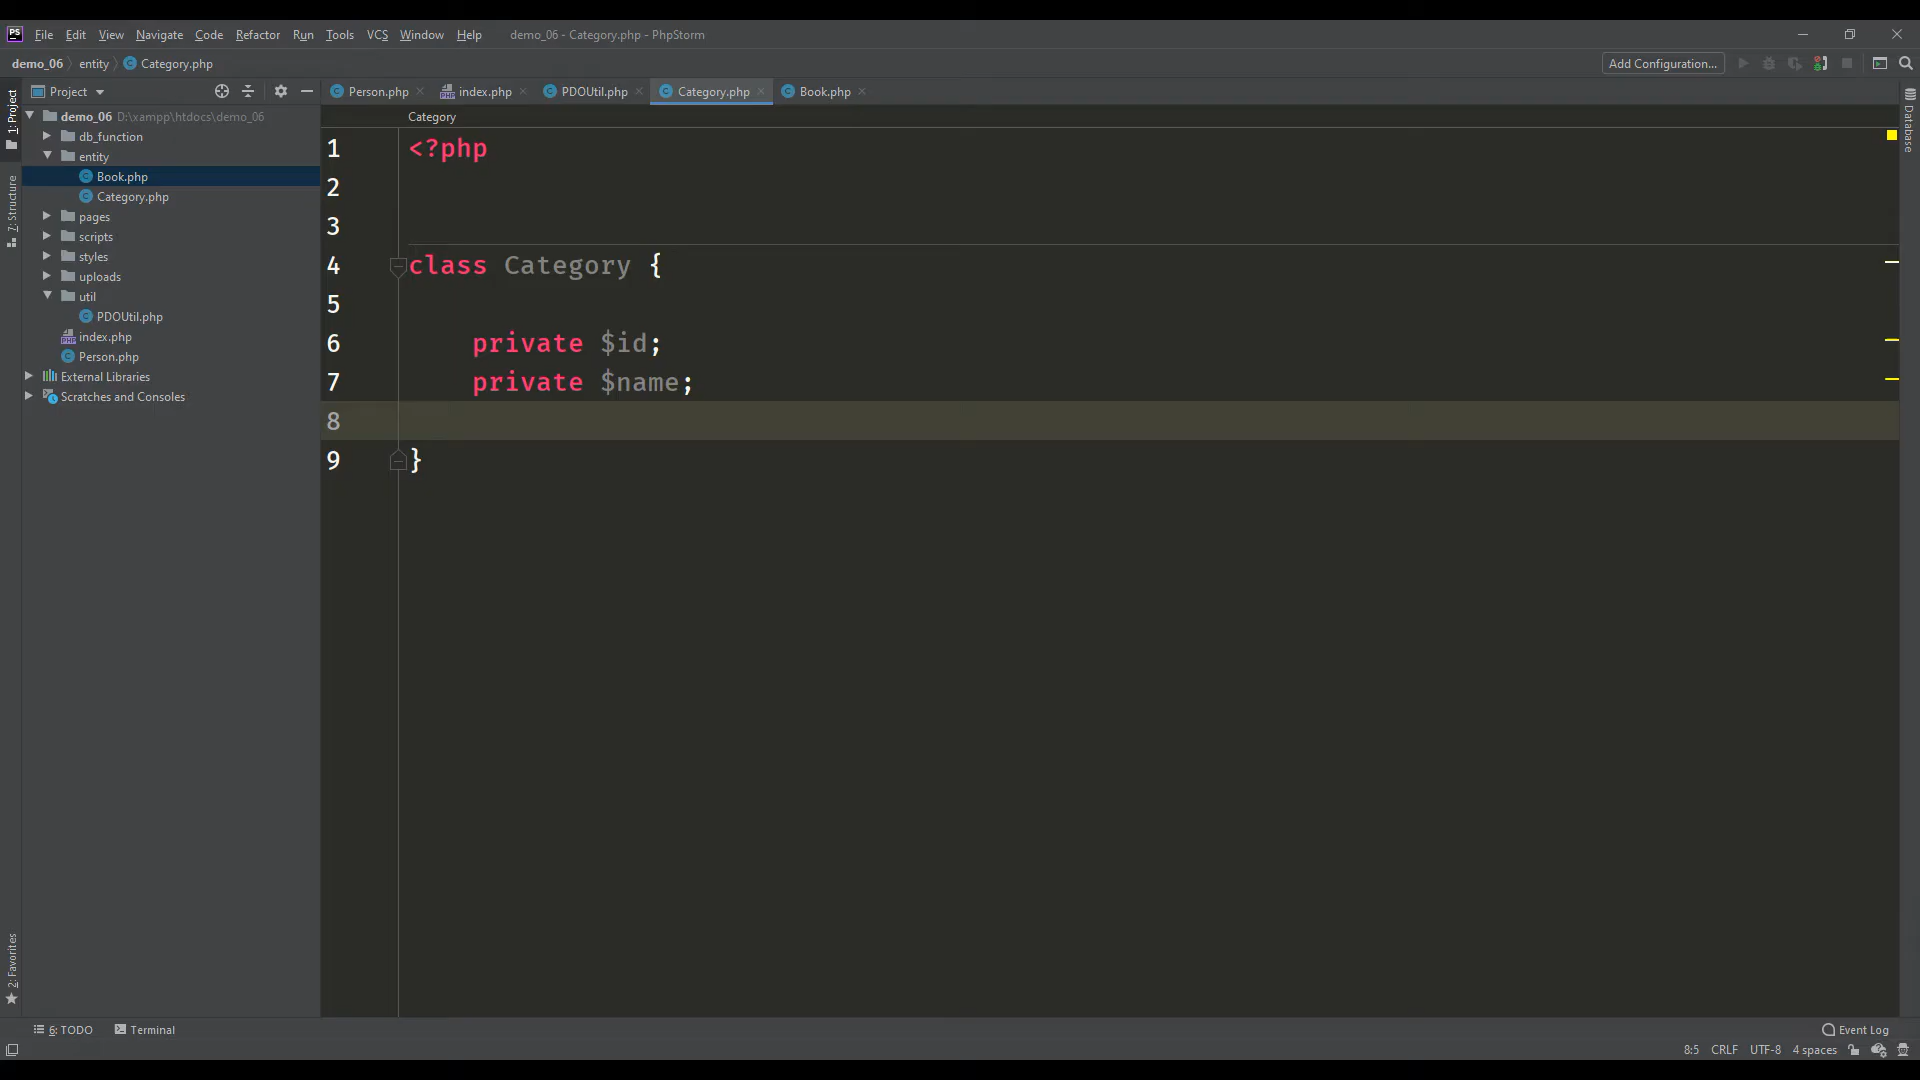 PS File Edit View Navigate Code Refactor Run Tools VCS Window Help demo_06 - Category.php - PhpStorm
demo_06 entity Category.php Add Configuration...
1: Project
7: Structure
2: Favorites
Project
demo_06 D:\xampp\htdocs\demo_06
db_function
entity
Book.php
Category.php
pages
scripts
styles
uploads
util
PDOUtil.php
index.php
Person.php
External Libraries
Scratches and Consoles
Person.php index.php PDOUtil.php Category.php Book.php
Category
1 <?php
2
3
4 class Category {
5
6 private $id;
7 private $name;
8
9 }
Database
6: TODO Terminal Event Log
8:5 CRLF UTF-8 4 spaces